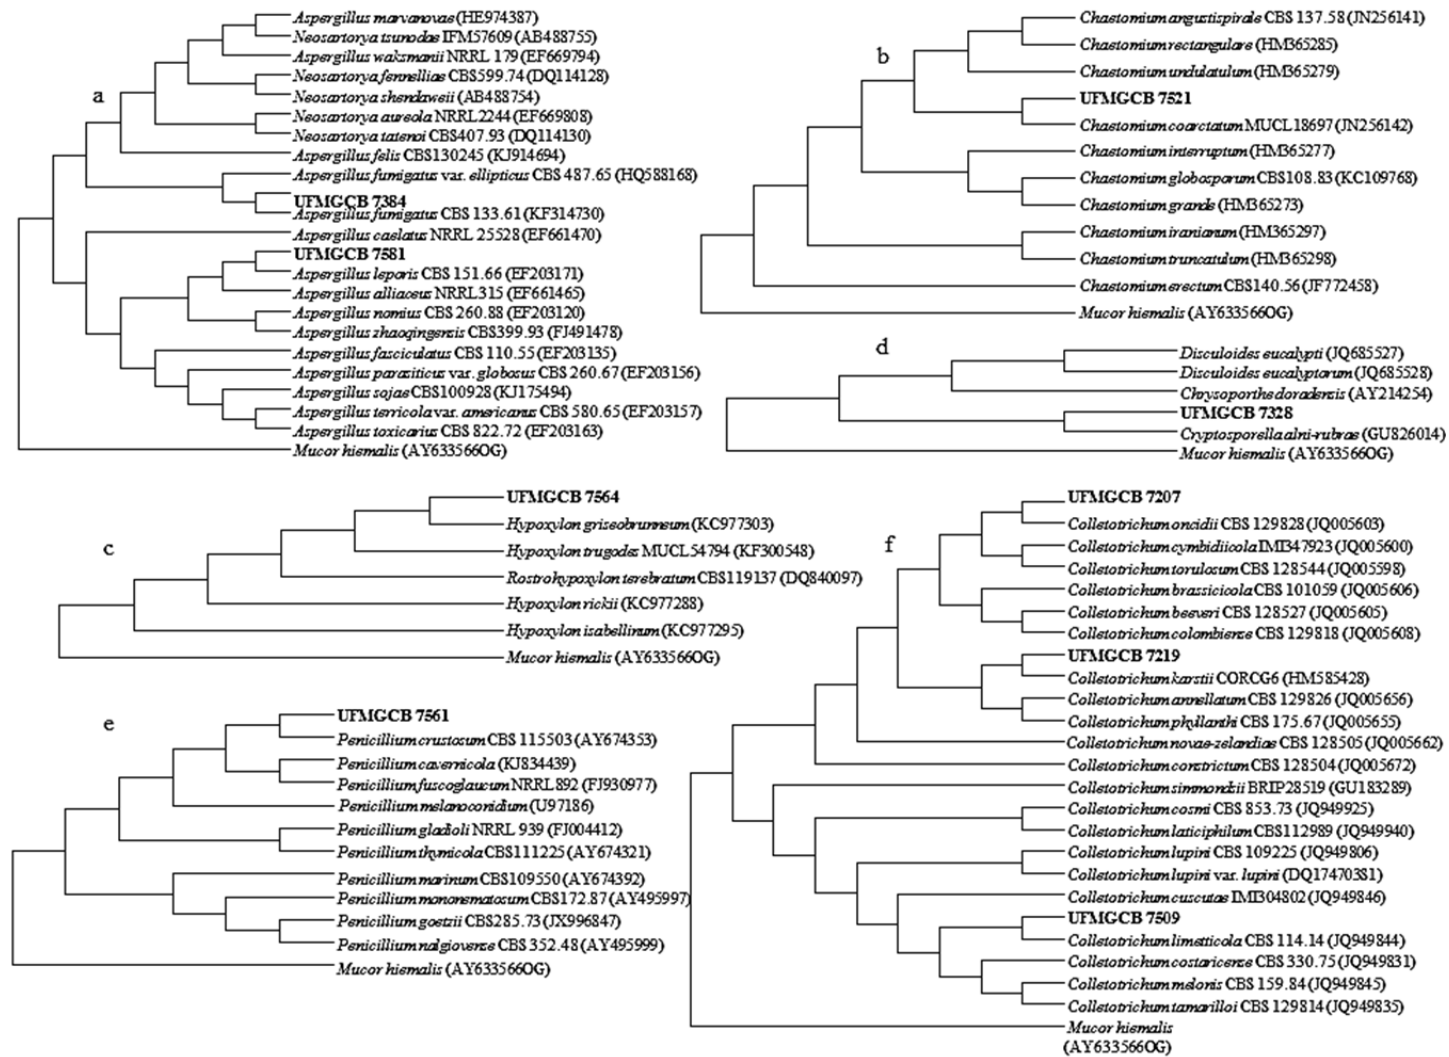 a
Aspergillus marvanovae (HE974387)
Neosartorya tsunodae IFM57609 (AB488755)
Aspergillus waksmanii NRRL 179 (EF669794)
Neosartorya fennelliae CBS599.74 (DQ114128)
Neosartorya shendaweii (AB488754)
Neosartorya aureola NRRL2244 (EF669808)
Neosartorya tatenoi CBS407.93 (DQ114130)
Aspergillus felis CBS130245 (KJ914694)
Aspergillus fumigatus var. ellipticus CBS 487.65 (HQ588168)
UFMGCB 7384
Aspergillus fumigatus CBS 133.61 (KF314730)
Aspergillus caelatus NRRL 25528 (EF661470)
UFMGCB 7581
Aspergillus leporis CBS 151.66 (EF203171)
Aspergillus alliaceus NRRL315 (EF661465)
Aspergillus nomius CBS 260.88 (EF203120)
Aspergillus zhaoqingensis CBS399.93 (FJ491478)
Aspergillus fasciculatus CBS 110.55 (EF203135)
Aspergillus parasiticus var. globosus CBS 260.67 (EF203156)
Aspergillus sojae CBS100928 (KJ175494)
Aspergillus terricola var. americanus CBS 580.65 (EF203157)
Aspergillus toxicarius CBS 822.72 (EF203163)
Mucor hiemalis (AY633566OG)
b
Chaetomium angustispirale CBS 137.58 (JN256141)
Chaetomium rectangulare (HM365285)
Chaetomium undulatulum (HM365279)
UFMGCB 7521
Chaetomium coarctatum MUCL18697 (JN256142)
Chaetomium interruptum (HM365277)
Chaetomium globosporum CBS108.83 (KC109768)
Chaetomium grande (HM365273)
Chaetomium iranianum (HM365297)
Chaetomium truncatulum (HM365298)
Chaetomium erectum CBS140.56 (JF772458)
Mucor hiemalis (AY633566OG)
d
Disculoides eucalypti (JQ685527)
Disculoides eucalyptorum (JQ685528)
Chrysoporthe doradensis (AY214254)
UFMGCB 7328
Cryptosporella alni-rubrae (GU826014)
Mucor hiemalis (AY633566OG)
c
UFMGCB 7564
Hypoxylon griseobrunneum (KC977303)
Hypoxylon trugodes MUCL54794 (KF300548)
Rostrohypoxylon terebratum CBS119137 (DQ840097)
Hypoxylon rickii (KC977288)
Hypoxylon isabellinum (KC977295)
Mucor hiemalis (AY633566OG)
e
UFMGCB 7561
Penicillium crustosum CBS 115503 (AY674353)
Penicillium cavernicola (KJ834439)
Penicillium fuscoglaucum NRRL892 (FJ930977)
Penicillium melanoconidium (U97186)
Penicillium gladioli NRRL 939 (FJ004412)
Penicillium thymicola CBS111225 (AY674321)
Penicillium marinum CBS109550 (AY674392)
Penicillium mononematosum CBS172.87 (AY495997)
Penicillium goetzii CBS285.73 (JX996847)
Penicillium nalgiovense CBS 352.48 (AY495999)
Mucor hiemalis (AY633566OG)
f
UFMGCB 7207
Colletotrichum oncidii CBS 129828 (JQ005603)
Colletotrichum cymbidiicola IMI347923 (JQ005600)
Colletotrichum torulosum CBS 128544 (JQ005598)
Colletotrichum brassicicola CBS 101059 (JQ005606)
Colletotrichum beeveri CBS 128527 (JQ005605)
Colletotrichum colombiense CBS 129818 (JQ005608)
UFMGCB 7219
Colletotrichum karstii CORCG6 (HM585428)
Colletotrichum annellatum CBS 129826 (JQ005656)
Colletotrichum phyllanthi CBS 175.67 (JQ005655)
Colletotrichum novae-zelandiae CBS 128505 (JQ005662)
Colletotrichum constrictum CBS 128504 (JQ005672)
Colletotrichum simmondsii BRIP28519 (GU183289)
Colletotrichum cosmi CBS 853.73 (JQ949925)
Colletotrichum laticiphilum CBS112989 (JQ949940)
Colletotrichum lupini CBS 109225 (JQ949806)
Colletotrichum lupini var. lupini (DQ1747031)
Colletotrichum cuscutae IMI304802 (JQ949846)
UFMGCB 7509
Colletotrichum limetticola CBS 114.14 (JQ949844)
Colletotrichum costaricense CBS 330.75 (JQ949831)
Colletotrichum melonis CBS 159.84 (JQ949845)
Colletotrichum tamarilloi CBS 129814 (JQ949835)
Mucor hiemalis
(AY633566OG)